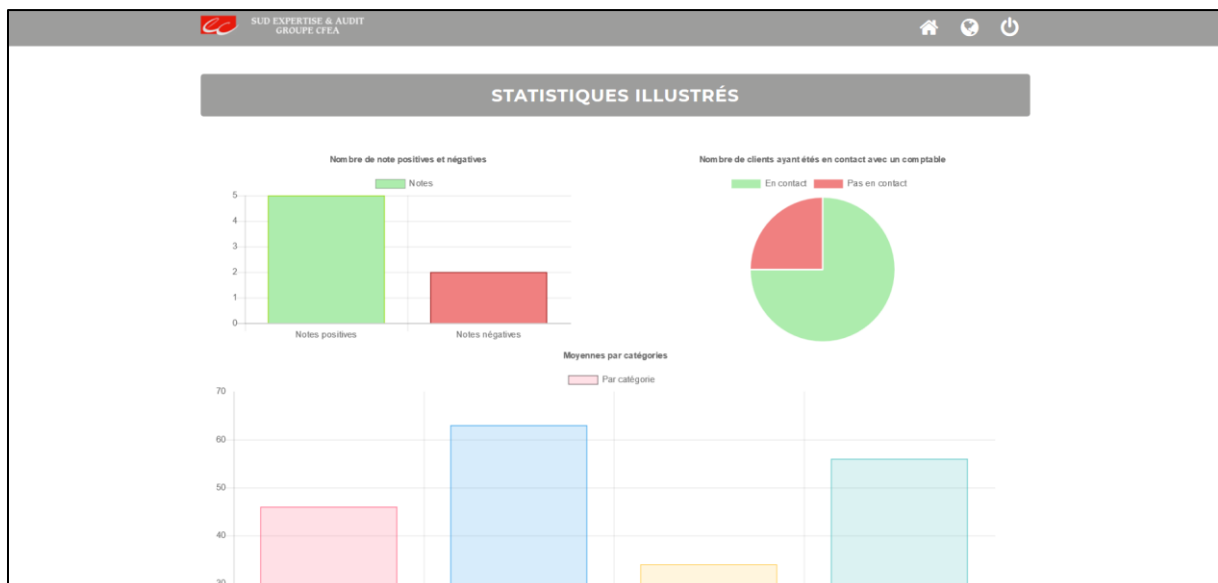 SUD EXPERTISE & AUDIT
GROUPE CFEA
STATISTIQUES ILLUSTRÉS
Nombre de note positives et négatives
Notes
5
4
3
2
1
0
Notes positives
Notes négatives
Nombre de clients ayant étés en contact avec un comptable
En contact
Pas en contact
Moyennes par catégories
Par catégorie
70
60
50
40
30